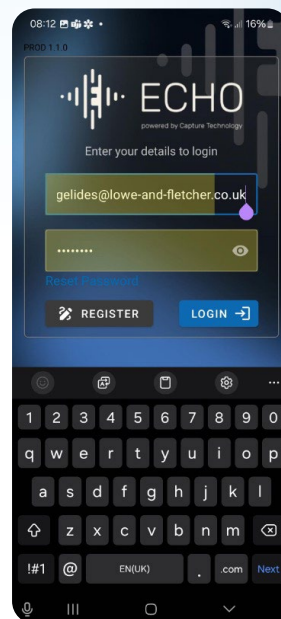 08:12 16%
PROD 1.1.0
ECHO
powered by Capture Technology
Enter your details to login
gelides@lowe-and-fletcher.co.uk
••••••••
Reset Password
REGISTER LOGIN
1 2 3 4 5 6 7 8 9 0
q w e r t y u i o p
a s d f g h j k l
z x c v b n m
!#1 @ EN(UK) . .com Next